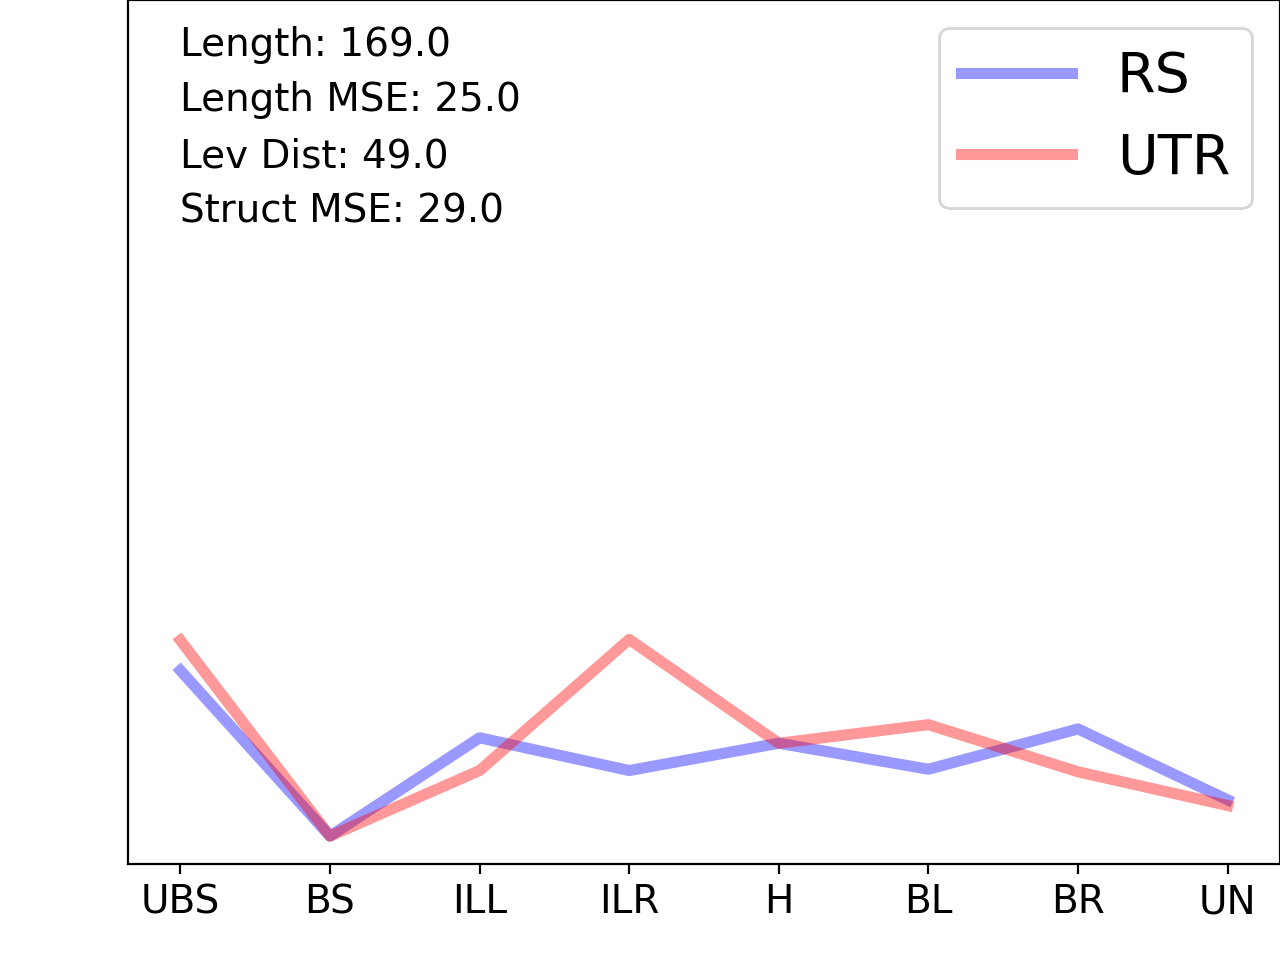 Length: 169.0
Length MSE: 25.0
Lev Dist: 49.0
Struct MSE: 29.0
RS
UTR
UBS BS ILL ILR H BL BR UN